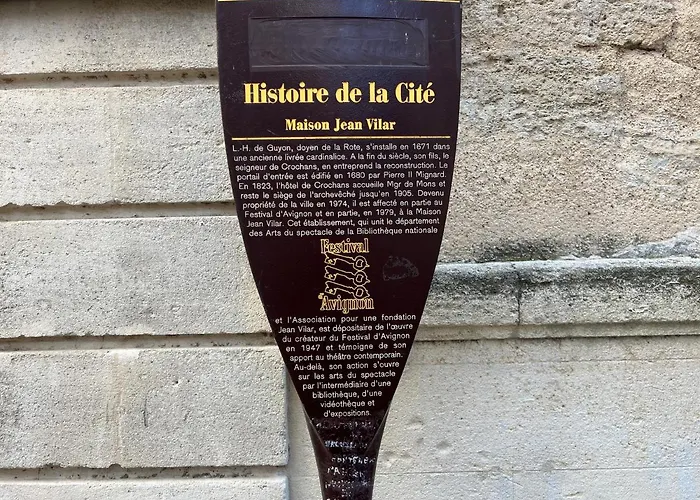 Histoire de la Cité
Maison Jean Vilar
L.-H. de Guyon, doyen de la Rote, s'installe en 1671 dans
une ancienne livrée cardinalice. A la fin du siècle, son fils, le
seigneur de Crochans, en entreprend la reconstruction. Le
portail d'entrée est édifié en 1680 par Pierre II Mignard.
En 1823, l'hôtel de Crochans accueille Mgr de Mons et
reste le siège de l'archevêché jusqu'en 1905. Devenu
propriété de la ville en 1974, il est affecté en partie au
Festival d'Avignon et en partie, en 1979, à la Maison
Jean Vilar. Cet établissement, qui unit le département
des Arts du spectacle de la Bibliothèque nationale
Festival
d'Avignon
et l'Association pour une fondation
Jean Vilar, est dépositaire de l'œuvre
du créateur du Festival d'Avignon
en 1947 et témoigne de son
apport au théâtre contemporain.
Au-delà, son action s'ouvre
sur les arts du spectacle
par l'intermédiaire d'une
bibliothèque, d'une
vidéothèque et
d'expositions.